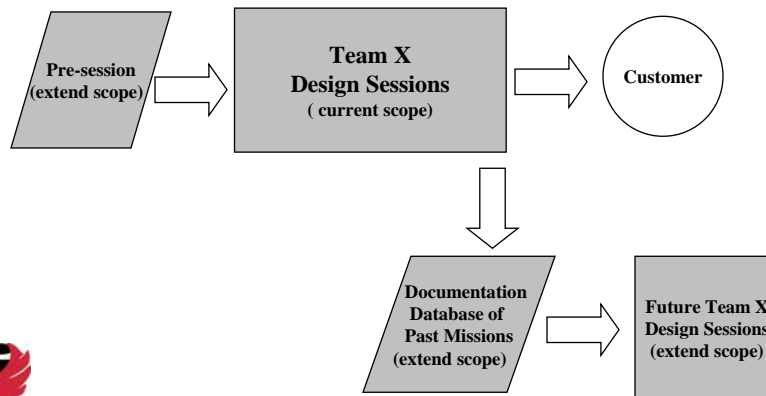 Pre-session
(extend scope)
Team X
Design Sessions
( current scope)
Customer
Documentation
Database of
Past Missions
(extend scope)
Future Team X
Design Sessions
(extend scope)